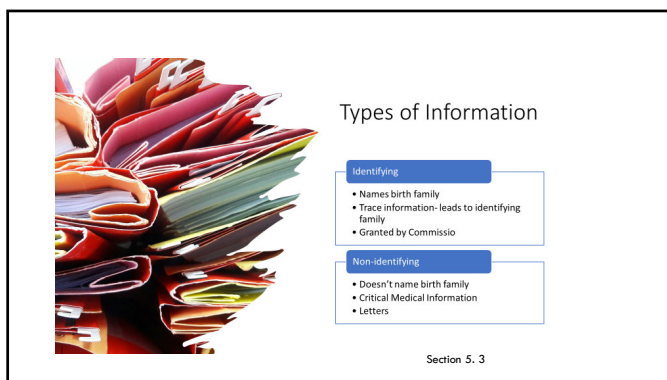 Types of Information
Identifying
• Names birth family
• Trace information- leads to identifying
family
• Granted by Commissio
Non-identifying
• Doesn't name birth family
• Critical Medical Information
• Letters
Section 5. 3